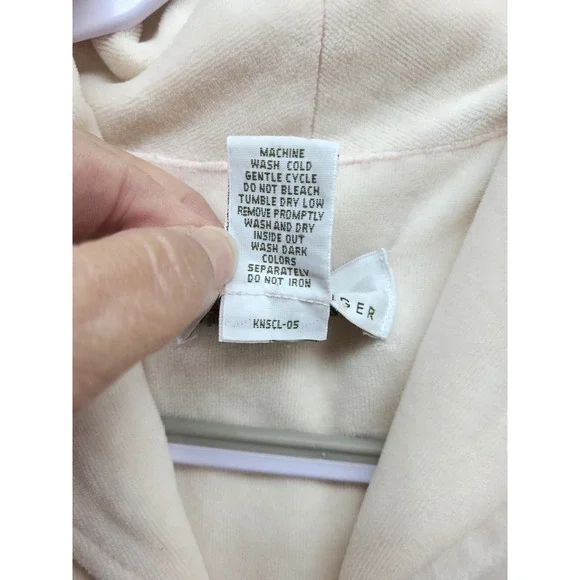 MACHINE
WASH COLD
GENTLE CYCLE
DO NOT BLEACH
TUMBLE DRY LOW
REMOVE PROMPTLY
WASH AND DRY
INSIDE OUT
WASH DARK
COLORS
SEPARATELY
DO NOT IRON
KNSCL-05